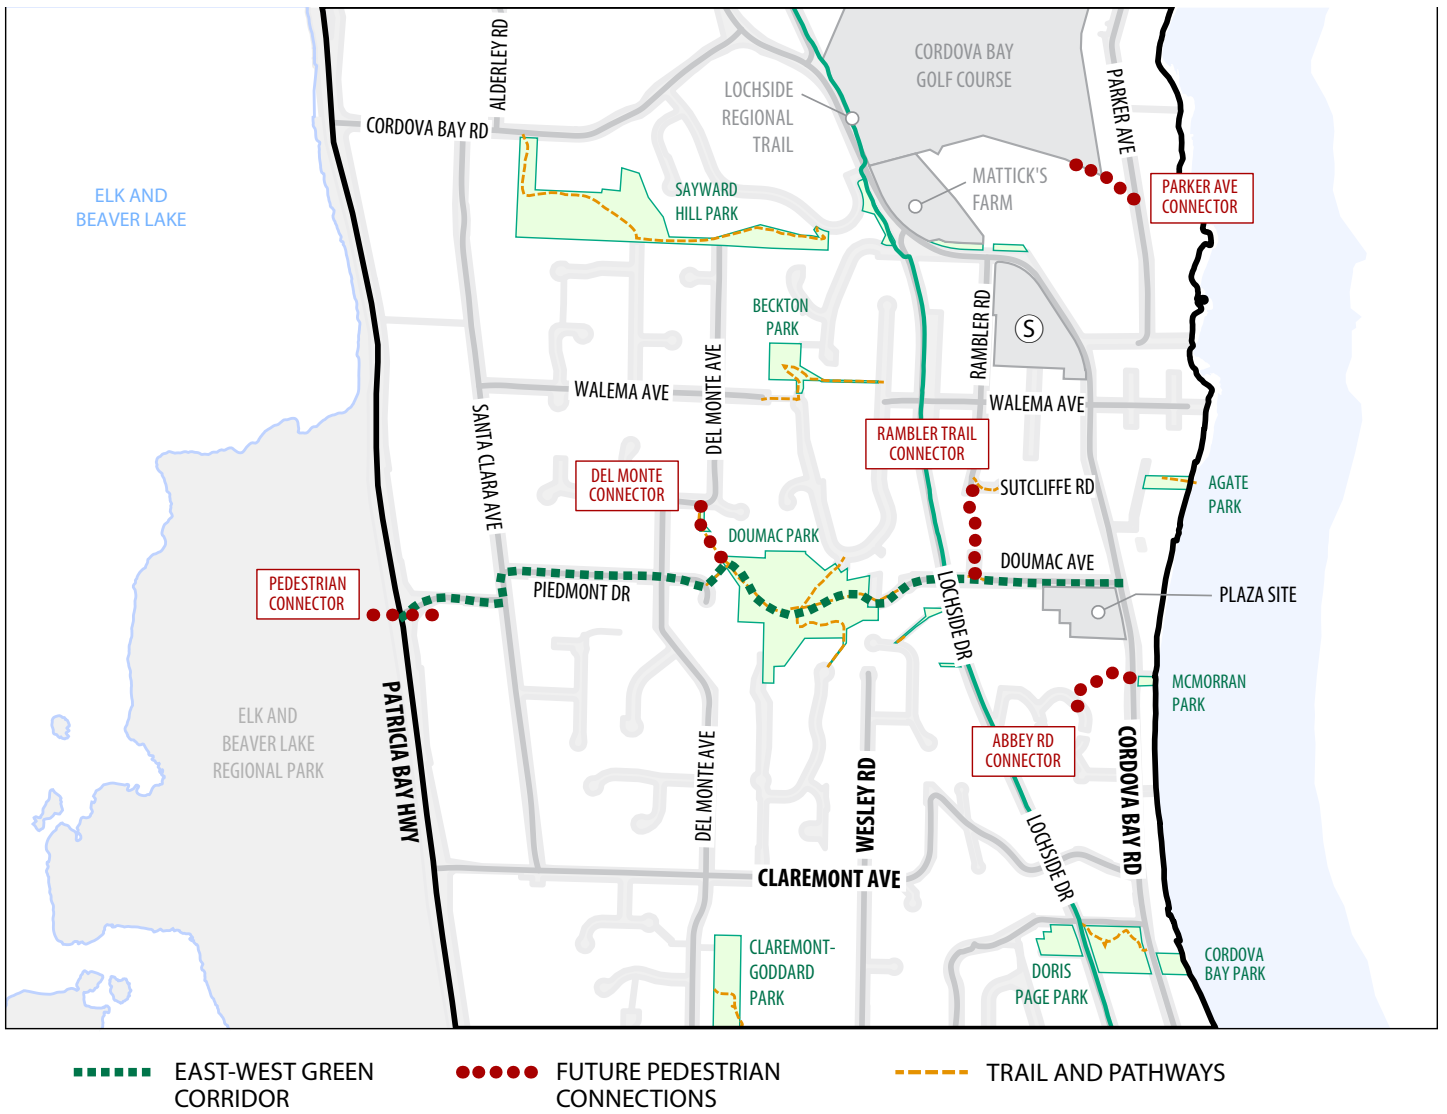 ALDERLEY RD
CORDOVA BAY RD
CORDOVA BAY
GOLF COURSE
PARKER AVE
LOCHSIDE
REGIONAL
TRAIL
MATTICK'S
FARM
PARKER AVE
CONNECTOR
ELK AND
BEAVER LAKE
SAYWARD
HILL PARK
BECKTON
PARK
RAMBLER RD
S
DEL MONTE AVE
WALEMA AVE
WALEMA AVE
SANTA CLARA AVE
RAMBLER TRAIL
CONNECTOR
DEL MONTE
CONNECTOR
SUTCLIFFE RD
AGATE
PARK
DOUMAC PARK
DOUMAC AVE
PEDESTRIAN
CONNECTOR
PIEDMONT DR
PLAZA SITE
LOCHSIDE DR
MCMORRAN
PARK
PATRICIA BAY HWY
ELK AND
BEAVER LAKE
REGIONAL PARK
ABBEY RD
CONNECTOR
DEL MONTE AVE
WESLEY RD
CORDOVA BAY RD
LOCHSIDE DR
CLAREMONT AVE
CLAREMONT-
GODDARD
PARK
DORIS
PAGE PARK
CORDOVA
BAY PARK
EAST-WEST GREEN
CORRIDOR
FUTURE PEDESTRIAN
CONNECTIONS
TRAIL AND PATHWAYS